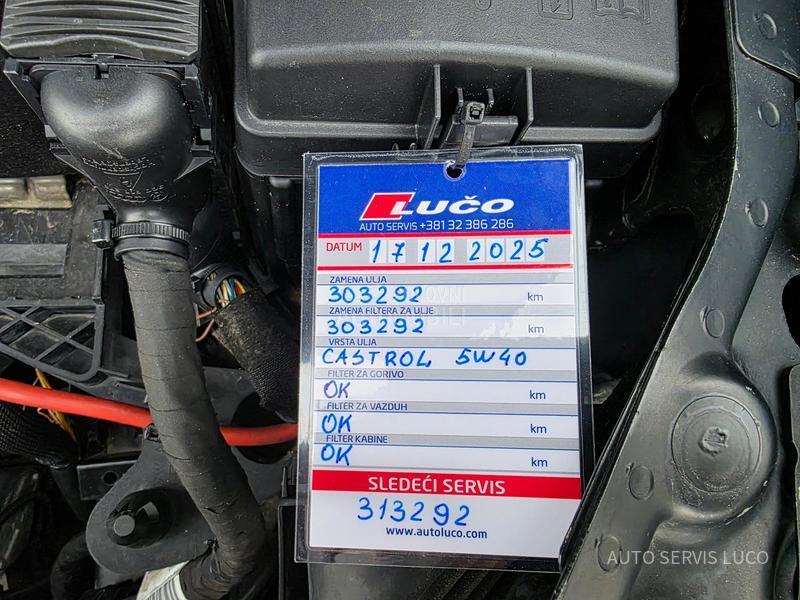 LUČO
AUTO SERVIS +381 32 386 286
DATUM 17 12 2025
ZAMENA ULJA
303292 km
ZAMENA FILTERA ZA ULJE
303292 km
VRSTA ULJA
CASTROL 5W40
FILTER ZA GORIVO
OK km
FILTER ZA VAZDUH
OK km
FILTER KABINE
OK km
SLEDEĆI SERVIS
313292
www.autoluco.com
AUTO SERVIS LUCO